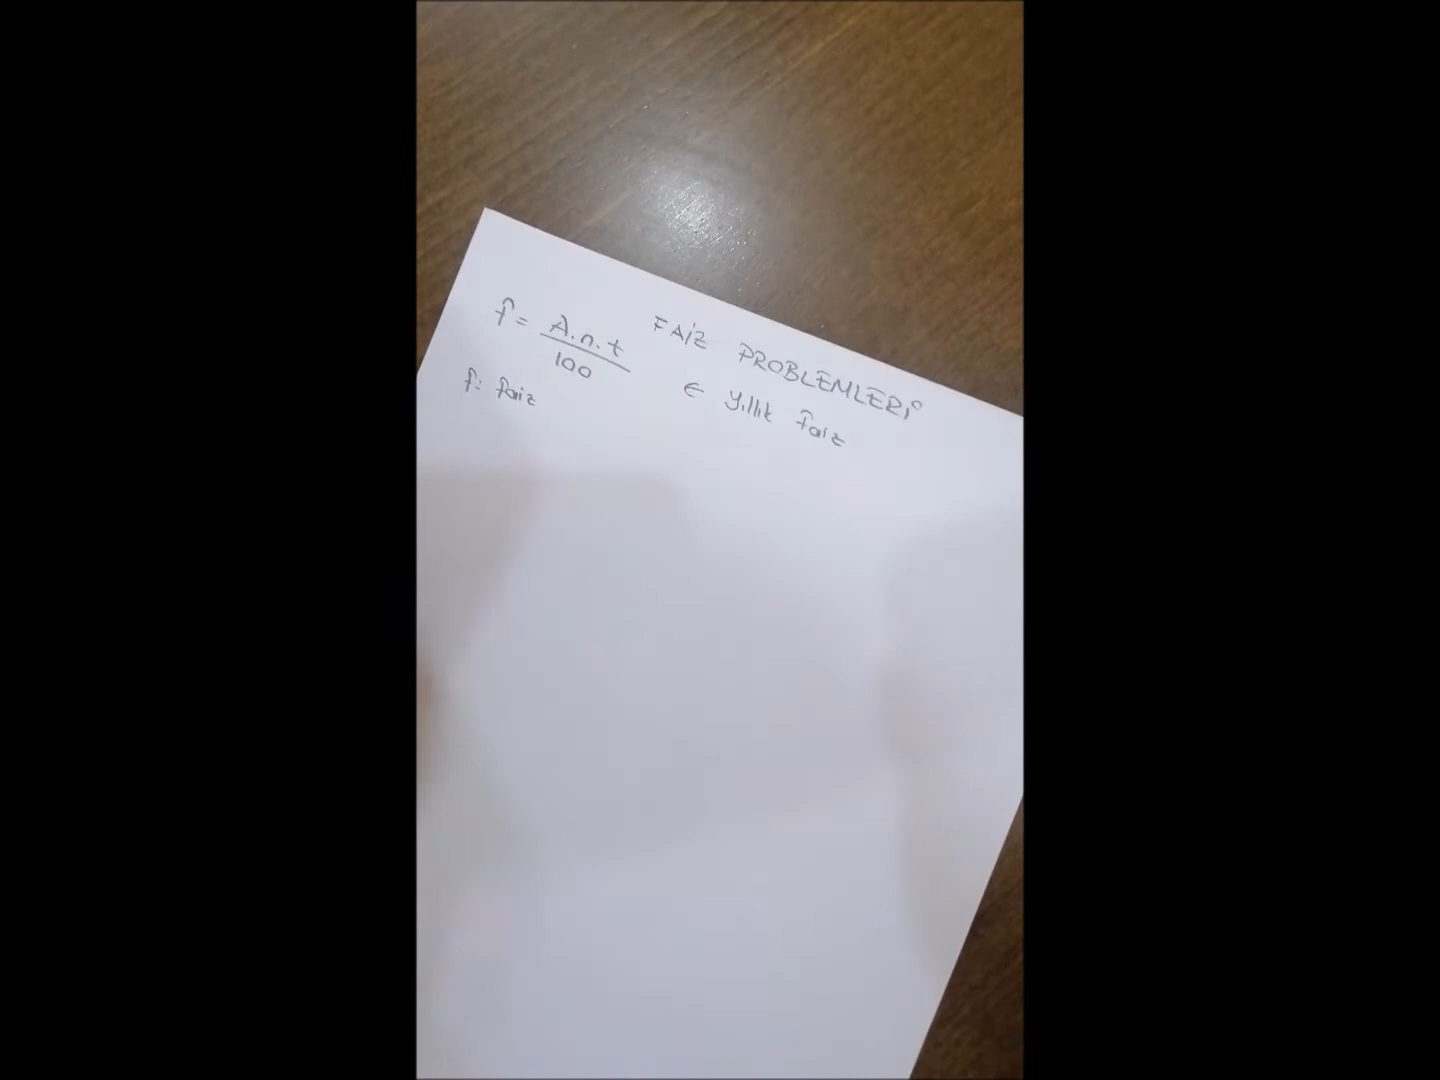 FAİZ PROBLEMLERİ
f = A.n.t / 100 ← Yıllık faiz
f: faiz